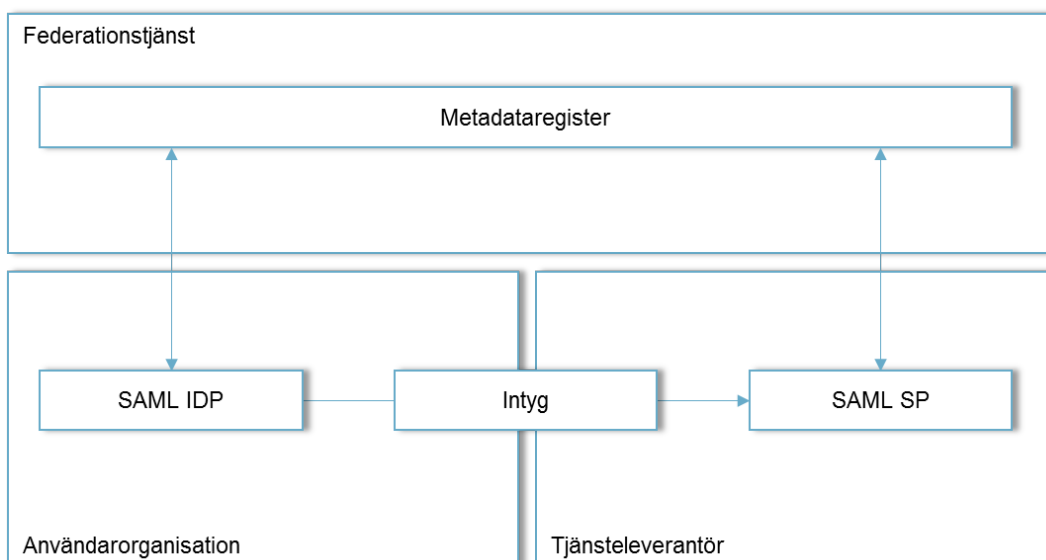 Federationstjänst
Metadataregister
SAML IDP
Intyg
SAML SP
Användarorganisation
Tjänsteleverantör